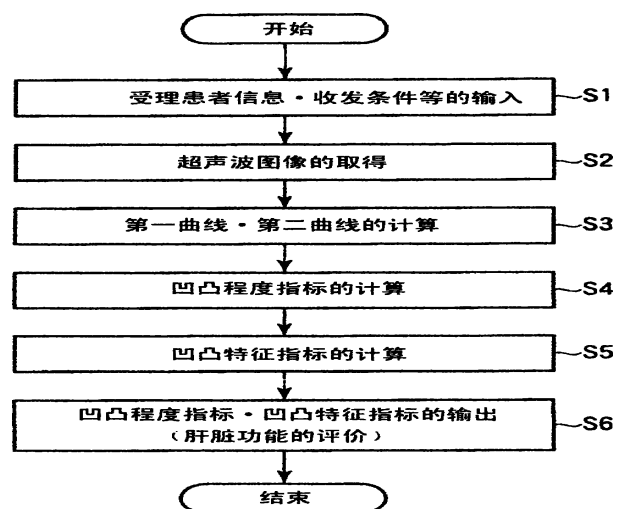 开始
受理患者信息·收发条件等的输入
S1
超声波图像的取得
S2
第一曲线·第二曲线的计算
S3
凹凸程度指标的计算
S4
凹凸特征指标的计算
S5
凹凸程度指标·凹凸特征指标的输出
(肝脏功能的评价)
S6
结束